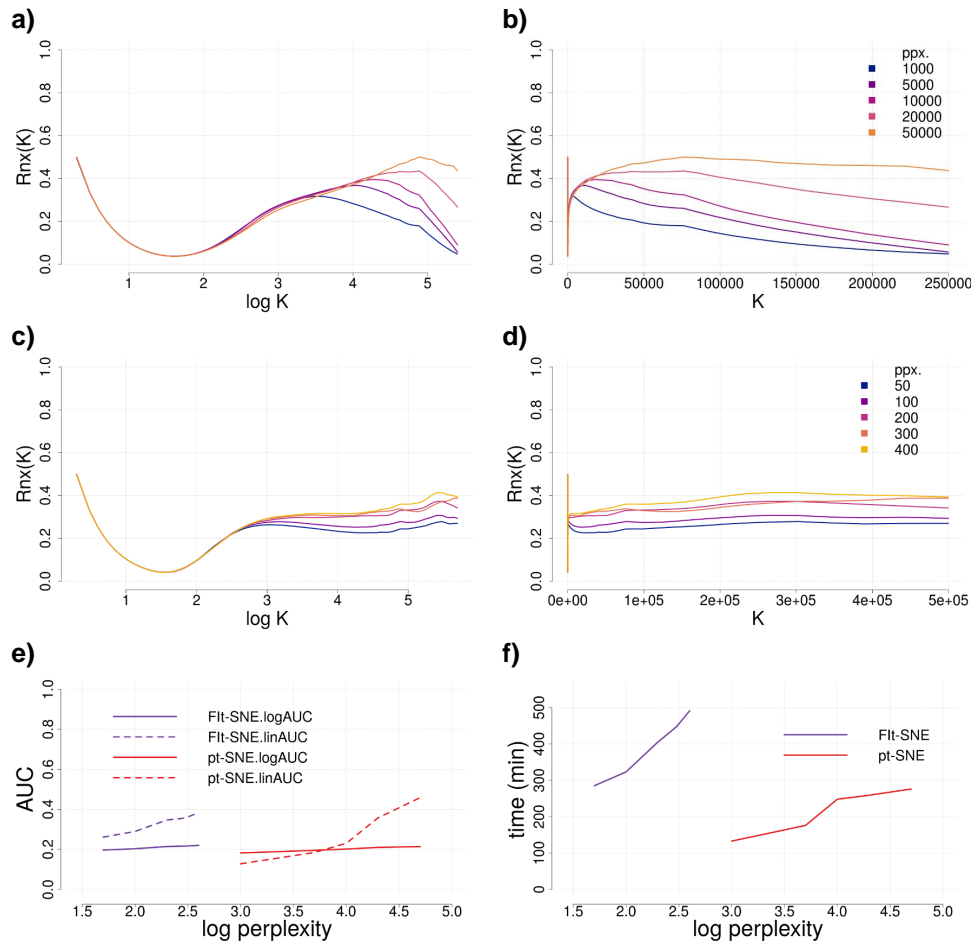 a)
Rnx(K)
0.0 0.2 0.4 0.6 0.8 1.0
1 2 3 4 5
log K
b)
Rnx(K)
0.0 0.2 0.4 0.6 0.8 1.0
ppx.
1000
5000
10000
20000
50000
0 50000 100000 150000 200000 250000
K
c)
Rnx(K)
0.0 0.2 0.4 0.6 0.8 1.0
1 2 3 4 5
log K
d)
Rnx(K)
0.0 0.2 0.4 0.6 0.8 1.0
ppx.
50
100
200
300
400
0e+00 1e+05 2e+05 3e+05 4e+05 5e+05
K
e)
AUC
0.0 0.2 0.4 0.6 0.8 1.0
FIt-SNE.logAUC
FIt-SNE.linAUC
pt-SNE.logAUC
pt-SNE.linAUC
1.5 2.0 2.5 3.0 3.5 4.0 4.5 5.0
log perplexity
f)
time (min)
0 100 200 300 400 500
FIt-SNE
pt-SNE
1.5 2.0 2.5 3.0 3.5 4.0 4.5 5.0
log perplexity